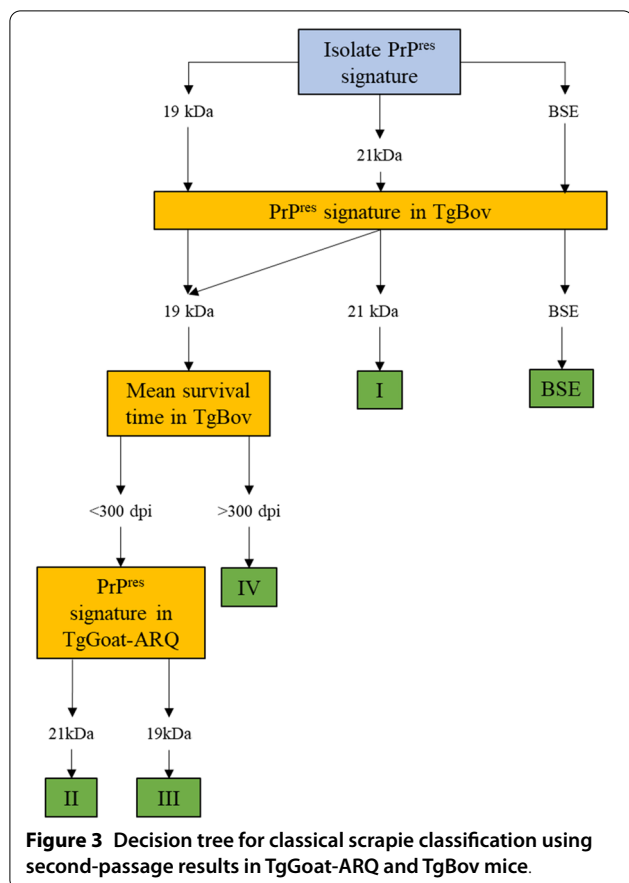 Isolate PrPres
signature
19 kDa
21kDa
BSE
PrPres signature in TgBov
19 kDa
21 kDa
BSE
Mean survival
time in TgBov
I
BSE
<300 dpi
>300 dpi
PrPres
signature in
TgGoat-ARQ
IV
21kDa
19kDa
II
III
Figure 3 Decision tree for classical scrapie classification using
second-passage results in TgGoat-ARQ and TgBov mice.